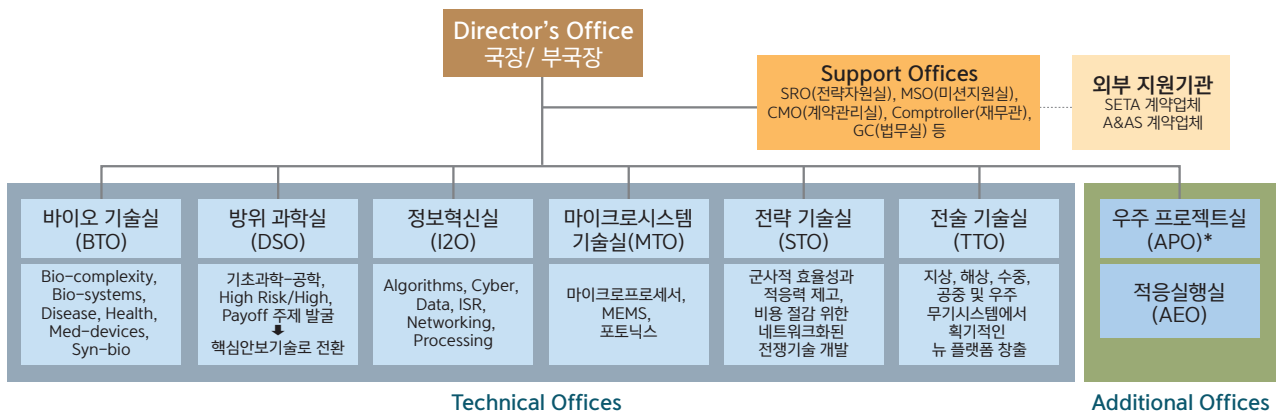 Director's Office
국장/ 부국장
Support Offices
SRO(전략자원실), MSO(미션지원실),
CMO(계약관리실), Comptroller(재무관),
GC(법무실) 등
외부 지원기관
SETA 계약업체
A&AS 계약업체
바이오 기술실
(BTO)
Bio-complexity,
Bio-systems,
Disease, Health,
Med-devices,
Syn-bio
방위 과학실
(DSO)
기초과학-공학,
High Risk/High,
Payoff 주제 발굴
핵심안보기술로 전환
정보혁신실
(I2O)
Algorithms, Cyber,
Data, ISR,
Networking,
Processing
마이크로시스템
기술실(MTO)
마이크로프로세서,
MEMS,
포토닉스
전략 기술실
(STO)
군사적 효율성과
적응력 제고,
비용 절감 위한
네트워크화된
전쟁기술 개발
전술 기술실
(TTO)
지상, 해상, 수중,
공중 및 우주
무기시스템에서
획기적인
뉴 플랫폼 창출
우주 프로젝트실
(APO)*
적응실행실
(AEO)
Technical Offices
Additional Offices